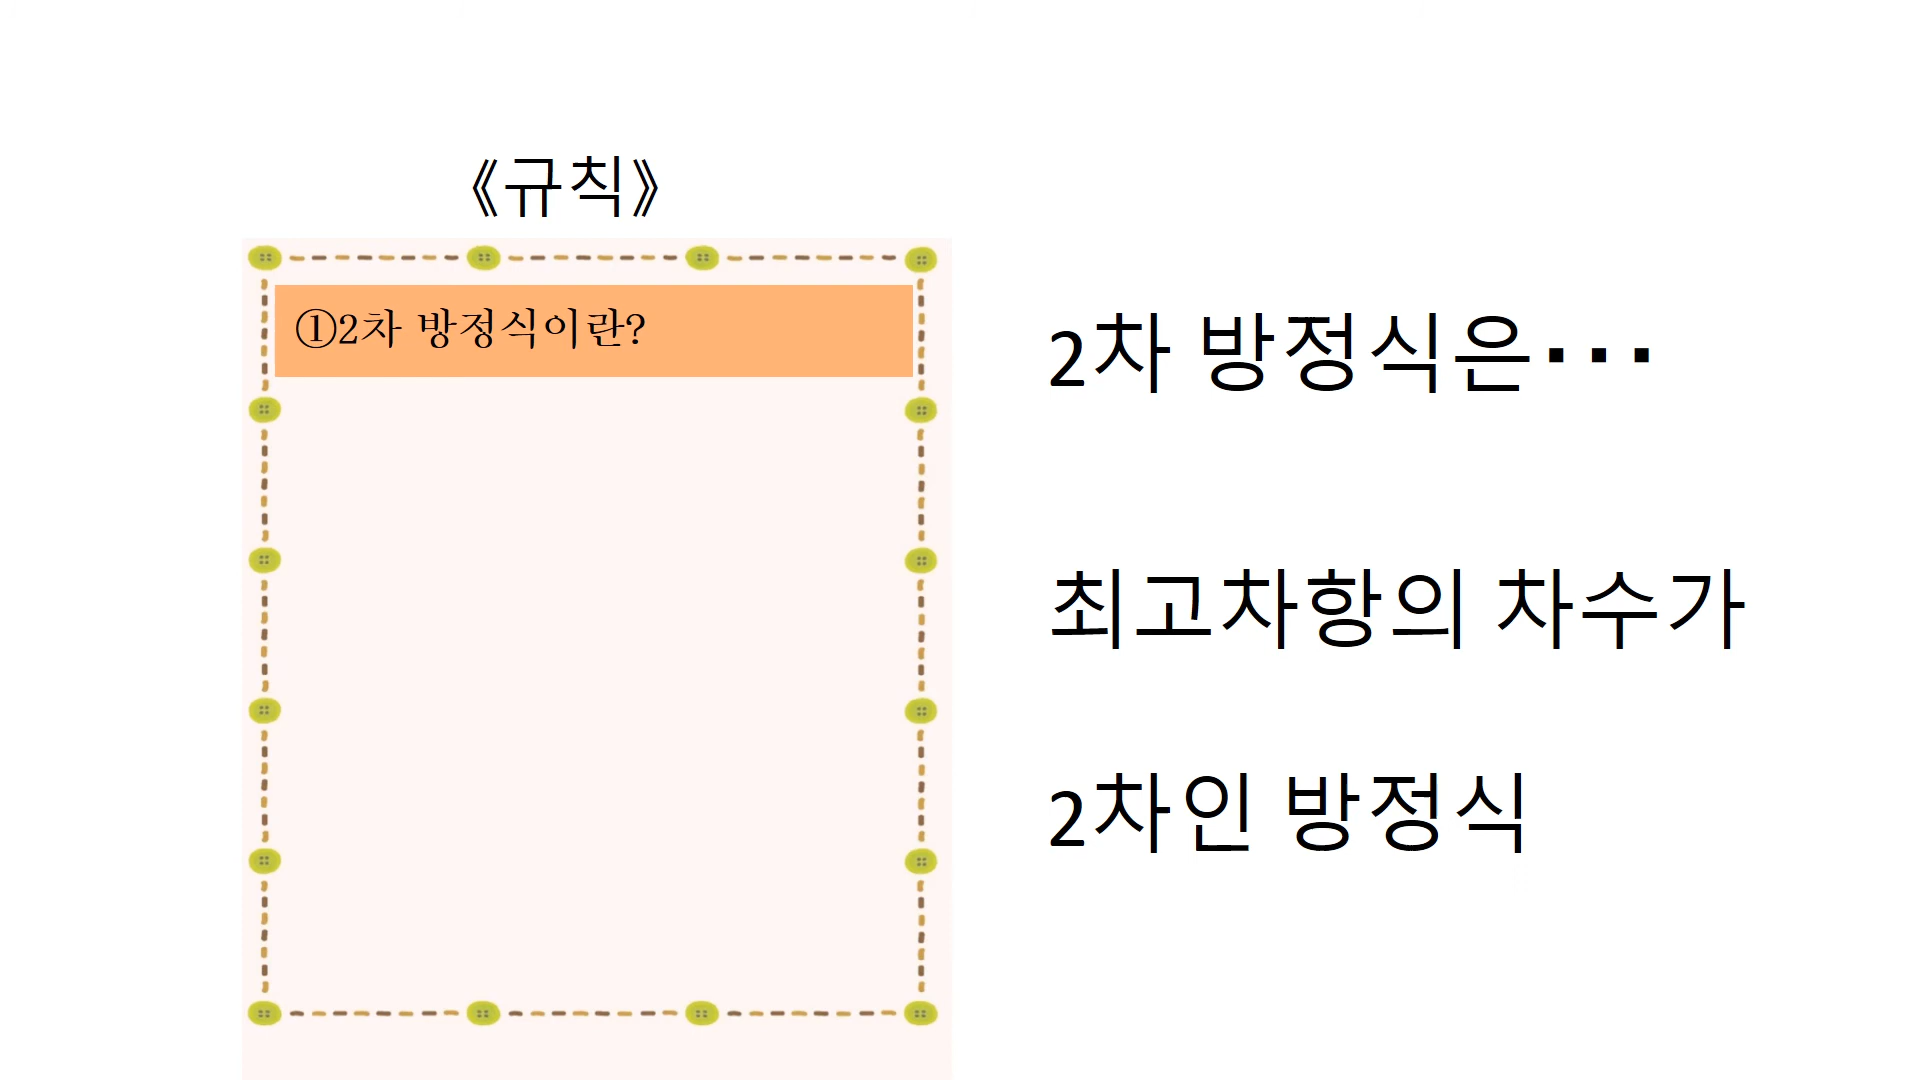 《규칙》
①2차 방정식이란?
2차 방정식은···
최고차항의 차수가
2차인 방정식